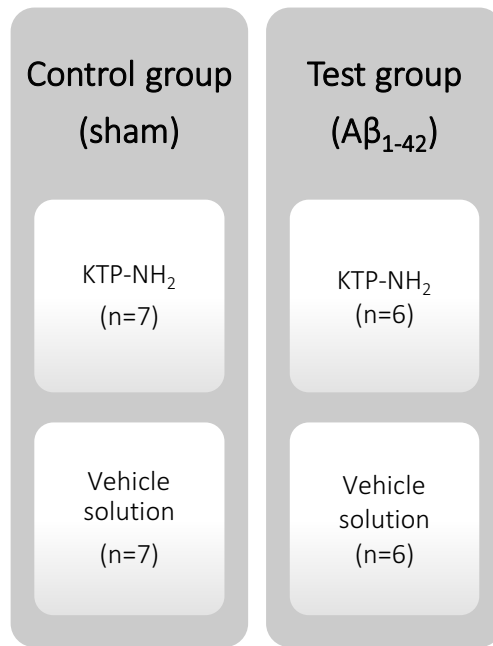 Control group
(sham)
KTP-NH₂
(n=7)
Vehicle
solution
(n=7)
Test group
(Aβ₁₋₄₂)
KTP-NH₂
(n=6)
Vehicle
solution
(n=6)